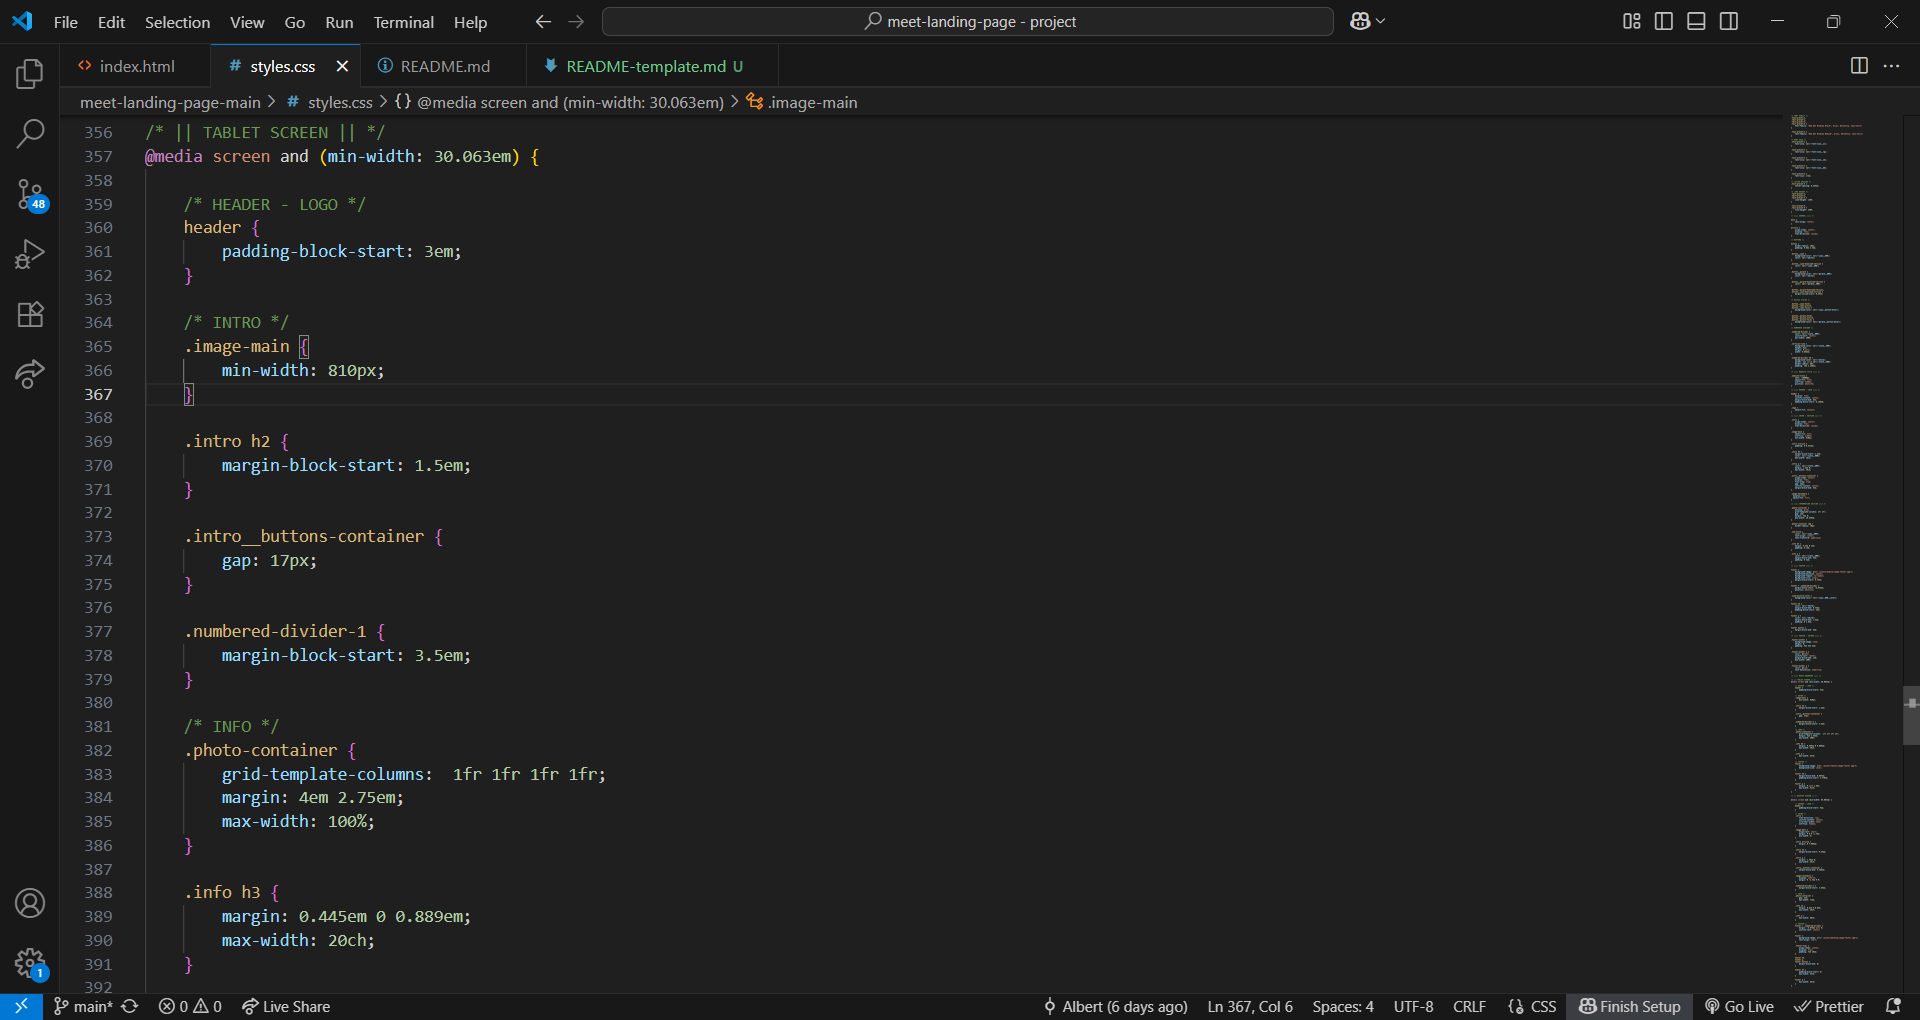 File Edit Selection View Go Run Terminal Help
meet-landing-page - project
index.html
styles.css
README.md
README-template.md U
meet-landing-page-main > # styles.css > {} @media screen and (min-width: 30.063em) > .image-main
356 /* || TABLET SCREEN || */
357 @media screen and (min-width: 30.063em) {
358
359 /* HEADER - LOGO */
360 header {
361 padding-block-start: 3em;
362 }
363
364 /* INTRO */
365 .image-main {
366 min-width: 810px;
367 }
368
369 .intro h2 {
370 margin-block-start: 1.5em;
371 }
372
373 .intro__buttons-container {
374 gap: 17px;
375 }
376
377 .numbered-divider-1 {
378 margin-block-start: 3.5em;
379 }
380
381 /* INFO */
382 .photo-container {
383 grid-template-columns:  1fr 1fr 1fr 1fr;
384 margin: 4em 2.75em;
385 max-width: 100%;
386 }
387
388 .info h3 {
389 margin: 0.445em 0 0.889em;
390 max-width: 20ch;
391 }
392
48
1
main* 0 0 Live Share Albert (6 days ago) Ln 367, Col 6 Spaces: 4 UTF-8 CRLF {} CSS Finish Setup Go Live Prettier